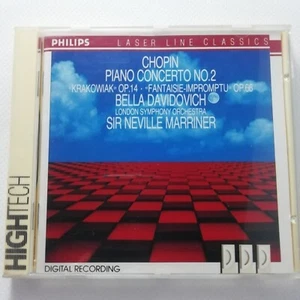 PHILIPS LASER LINE CLASSICS
CHOPIN
PIANO CONCERTO NO.2
"KRAKOWIAK" OP.14 · "FANTAISIE-IMPROMPTU" OP.66
BELLA DAVIDOVICH
LONDON SYMPHONY ORCHESTRA
SIR NEVILLE MARRINER
HIGHTECH
D D D
DIGITAL RECORDING